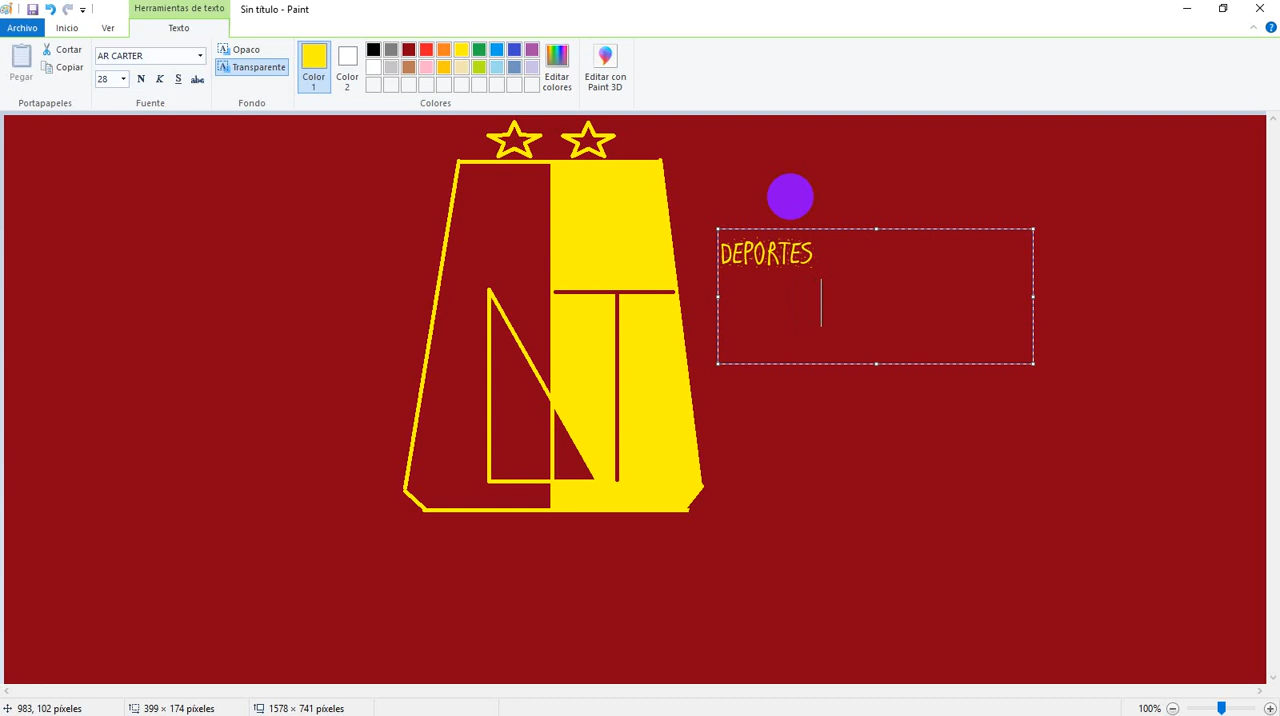 Herramientas de texto
Sin título - Paint
Archivo
Inicio
Ver
Texto
Pegar
Cortar
Copiar
Portapapeles
AR CARTER
28
N K S abc
Fuente
Opaco
Transparente
Fondo
Color 1
Color 2
Editar colores
Editar con Paint 3D
Colores
DEPORTES
NT
983, 102 píxeles
399 × 174 píxeles
1578 × 741 píxeles
100%